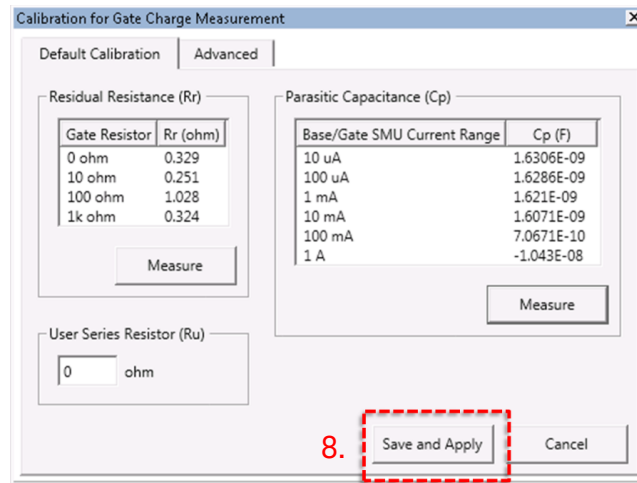 Calibration for Gate Charge Measurement
Default Calibration
Advanced
Residual Resistance (Rr)
Gate Resistor Rr (ohm)
0 ohm 0.329
10 ohm 0.251
100 ohm 1.028
1k ohm 0.324
Measure
User Series Resistor (Ru)
0 ohm
Parasitic Capacitance (Cp)
Base/Gate SMU Current Range Cp (F)
10 uA 1.6306E-09
100 uA 1.6286E-09
1 mA 1.621E-09
10 mA 1.6071E-09
100 mA 7.0671E-10
1 A -1.043E-08
Measure
8. Save and Apply Cancel